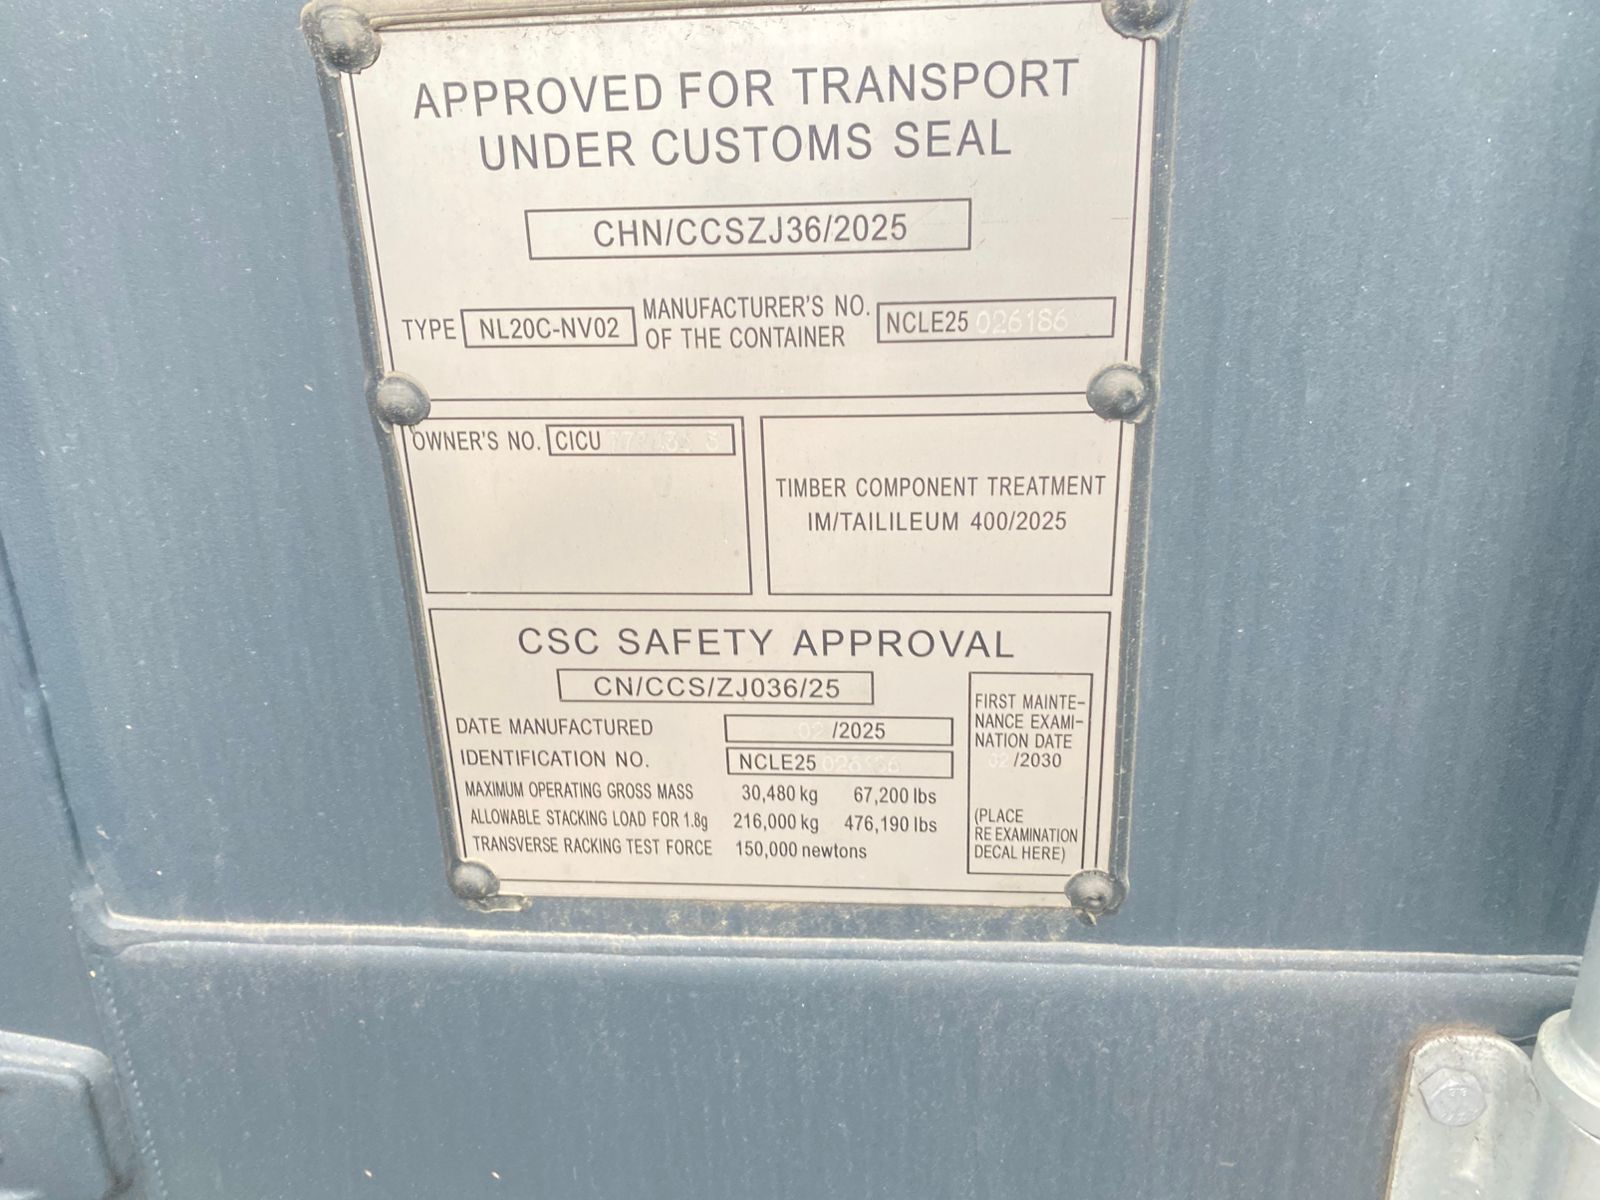 APPROVED FOR TRANSPORT
UNDER CUSTOMS SEAL
CHN/CCSZJ36/2025
TYPE NL20C-NV02 MANUFACTURER'S NO. OF THE CONTAINER NCLE25 026186
OWNER'S NO. CICU
TIMBER COMPONENT TREATMENT
IM/TAILILEUM 400/2025
CSC SAFETY APPROVAL
CN/CCS/ZJ036/25
DATE MANUFACTURED 02/2025
IDENTIFICATION NO. NCLE25
MAXIMUM OPERATING GROSS MASS 30,480 kg 67,200 lbs
ALLOWABLE STACKING LOAD FOR 1.8g 216,000 kg 476,190 lbs
TRANSVERSE RACKING TEST FORCE 150,000 newtons
FIRST MAINTE-
NANCE EXAMI-
NATION DATE
02/2030
(PLACE
RE EXAMINATION
DECAL HERE)